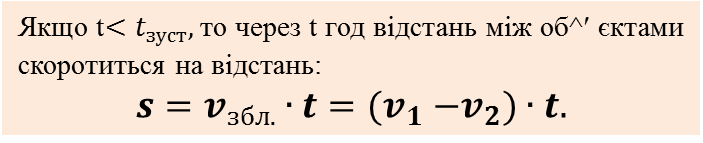 Якщо t< tзуст, то через t год відстань між об^′ єктами
скоротиться на відстань:
s = vзбл. · t = (v1 −v2) · t.